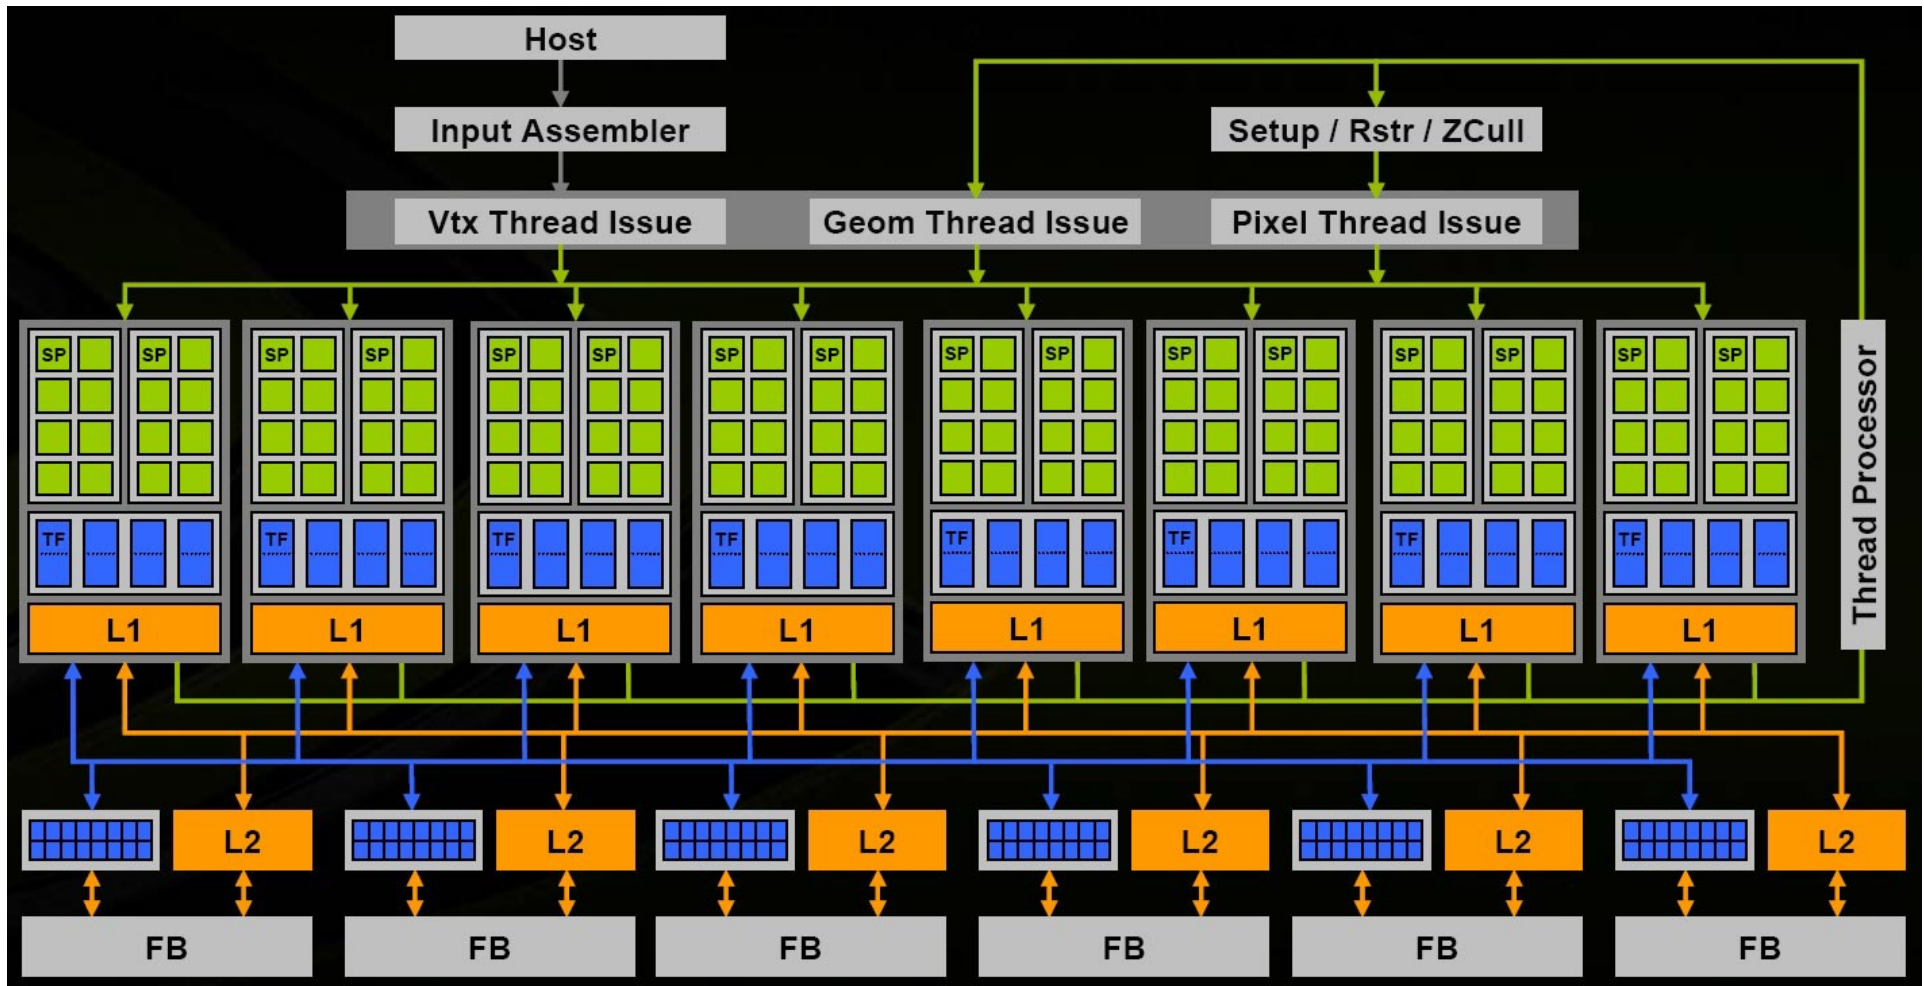 Host
Input Assembler
Setup / Rstr / ZCull
Vtx Thread Issue
Geom Thread Issue
Pixel Thread Issue
SP SP SP SP SP SP SP SP SP SP SP SP SP SP SP SP
TF TF TF TF TF TF TF TF
L1 L1 L1 L1 L1 L1 L1 L1
Thread Processor
L2 L2 L2 L2 L2 L2
FB FB FB FB FB FB